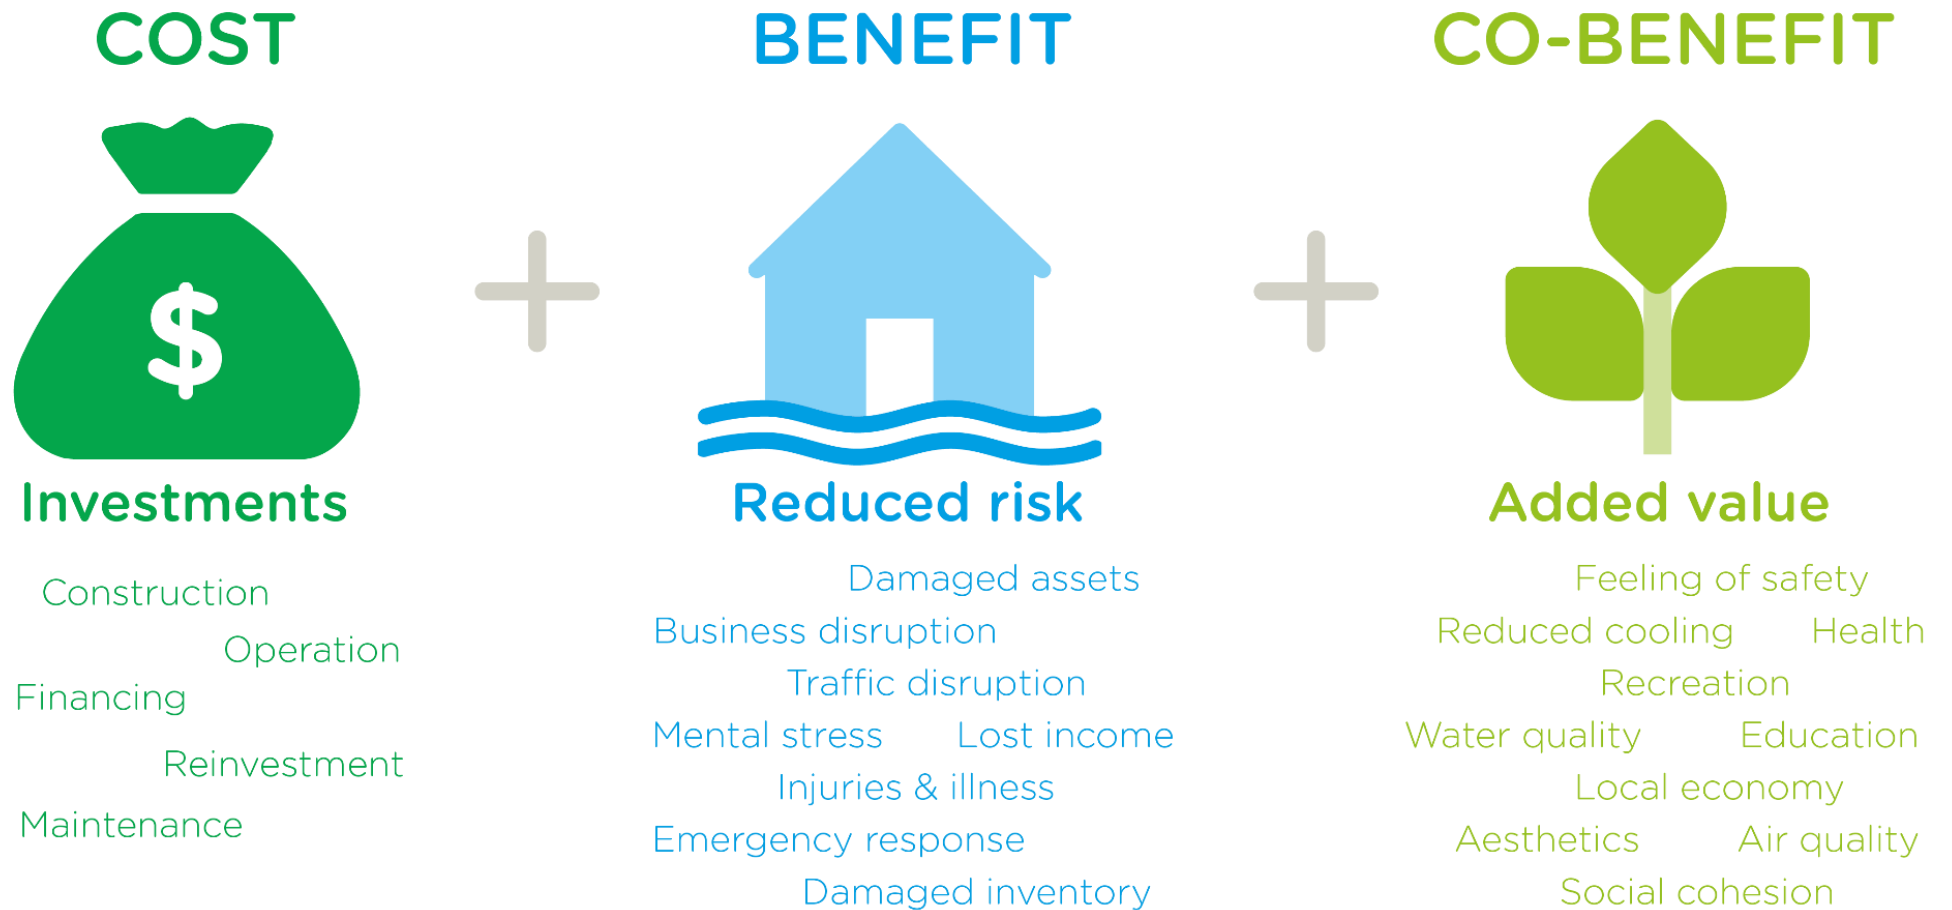 COST
BENEFIT
CO-BENEFIT
$
Investments
Construction
Operation
Financing
Reinvestment
Maintenance
Reduced risk
Damaged assets
Business disruption
Traffic disruption
Mental stress Lost income
Injuries & illness
Emergency response
Damaged inventory
Added value
Feeling of safety
Reduced cooling Health
Recreation
Water quality Education
Local economy
Aesthetics Air quality
Social cohesion